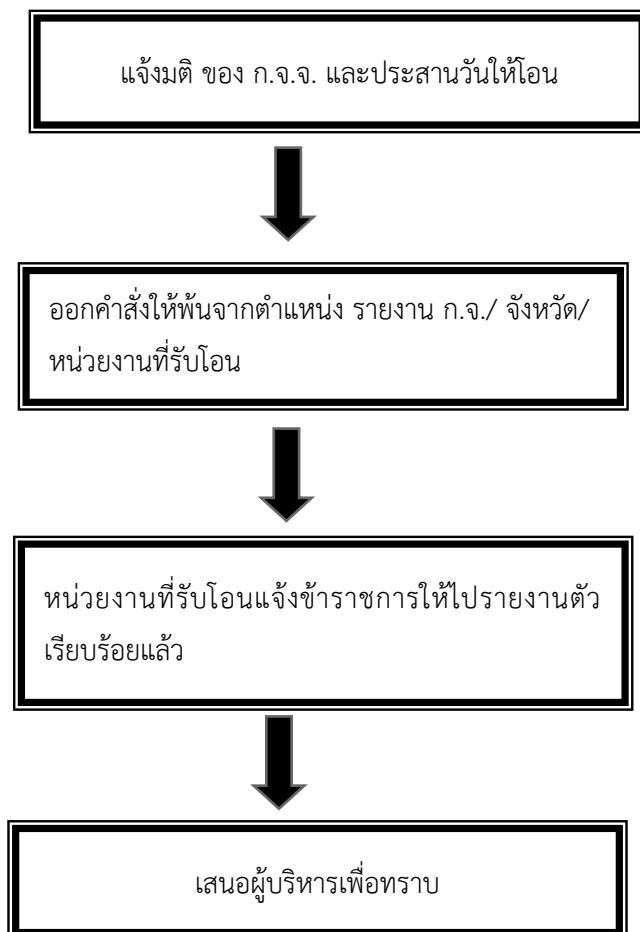 แจ้งมติ ของ ก.จ.จ. และประสานวันให้โอน
ออกคำสั่งให้พ้นจากตำแหน่ง รายงาน ก.จ./ จังหวัด/
หน่วยงานที่รับโอน
หน่วยงานที่รับโอนแจ้งข้าราชการให้ไปรายงานตัว
เรียบร้อยแล้ว
เสนอผู้บริหารเพื่อทราบ